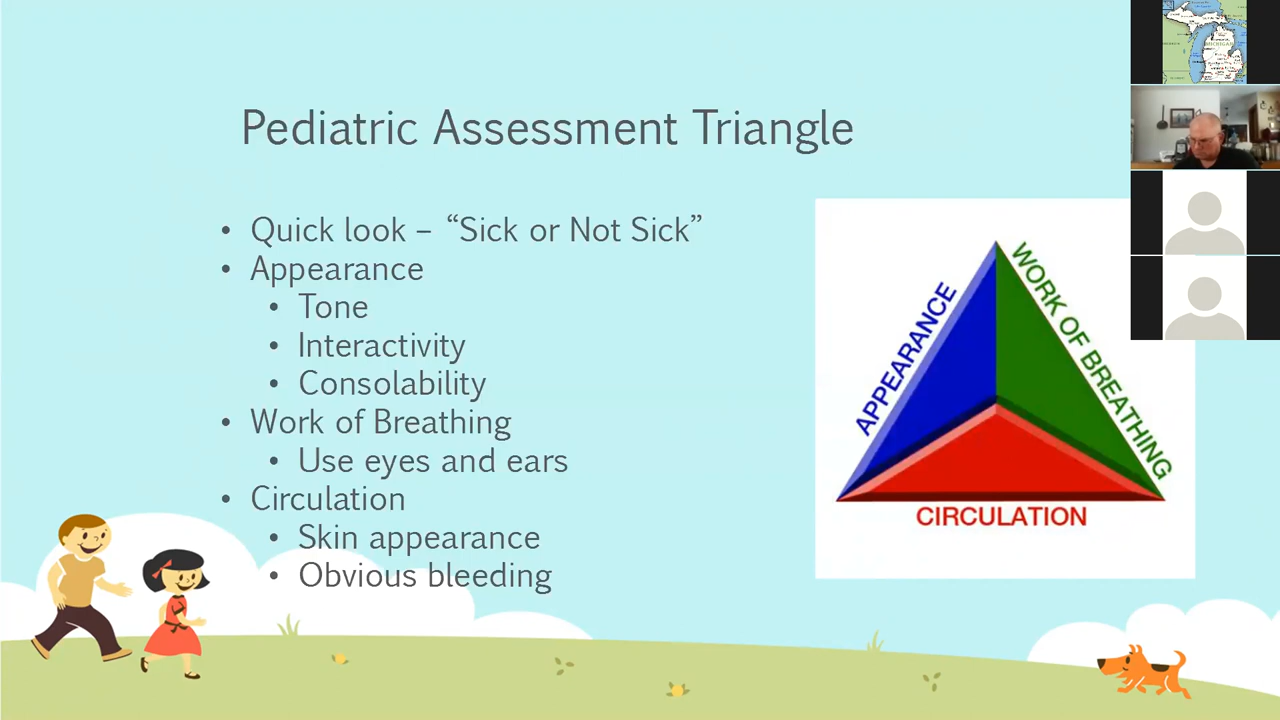 Pediatric Assessment Triangle
• Quick look – “Sick or Not Sick”
• Appearance
• Tone
• Interactivity
• Consolability
• Work of Breathing
• Use eyes and ears
• Circulation
• Skin appearance
• Obvious bleeding
APPEARANCE
WORK OF BREATHING
CIRCULATION